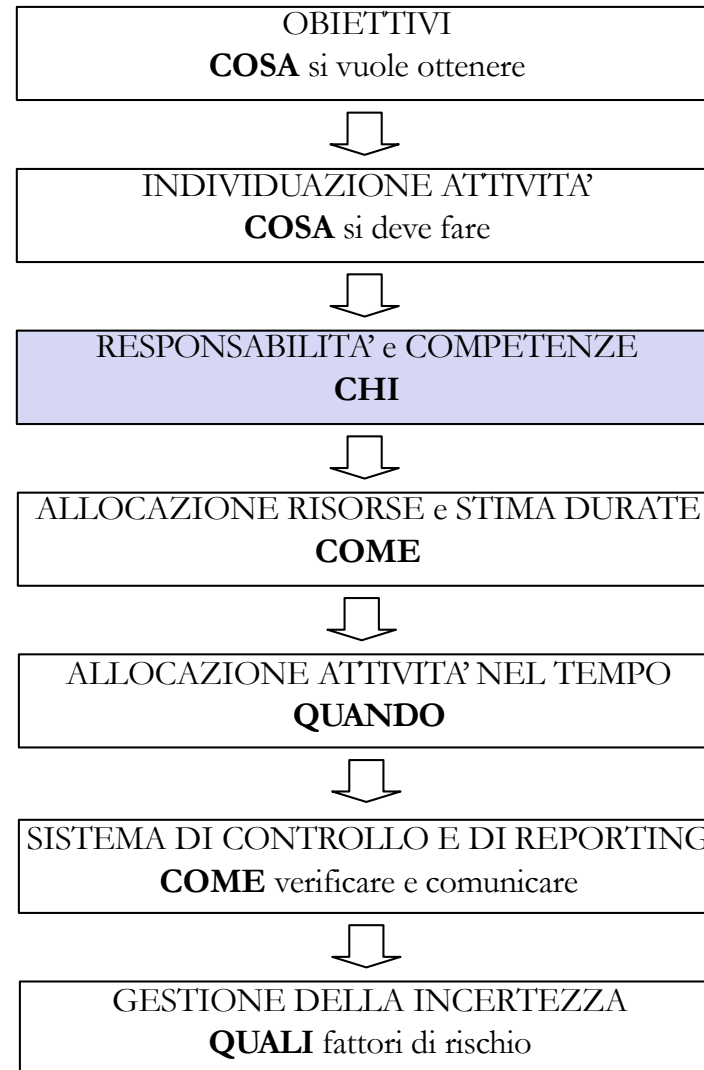 OBIETTIVI
COSA si vuole ottenere
INDIVIDUAZIONE ATTIVITA'
COSA si deve fare
RESPONSABILITA' e COMPETENZE
CHI
ALLOCAZIONE RISORSE e STIMA DURATE
COME
ALLOCAZIONE ATTIVITA' NEL TEMPO
QUANDO
SISTEMA DI CONTROLLO E DI REPORTING
COME verificare e comunicare
GESTIONE DELLA INCERTEZZA
QUALI fattori di rischio